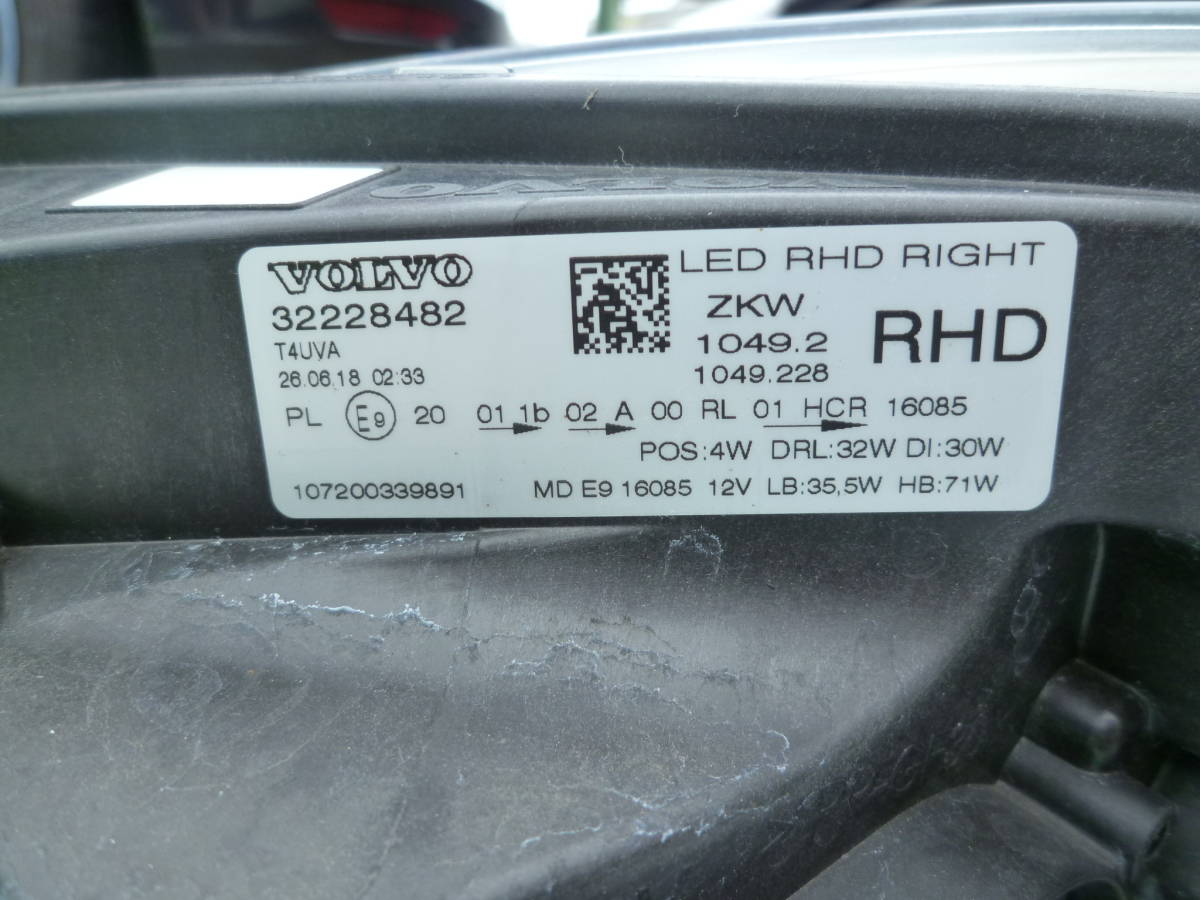 VOLVO
VOLVO
32228482
T4UVA
26.06.18 02:33
LED RHD RIGHT
ZKW
1049.2
1049.228
RHD
PL E9 20 01 1b 02 A 00 RL 01 HCR 16085
POS:4W DRL:32W DI:30W
107200339891 MD E9 16085 12V LB:35,5W HB:71W